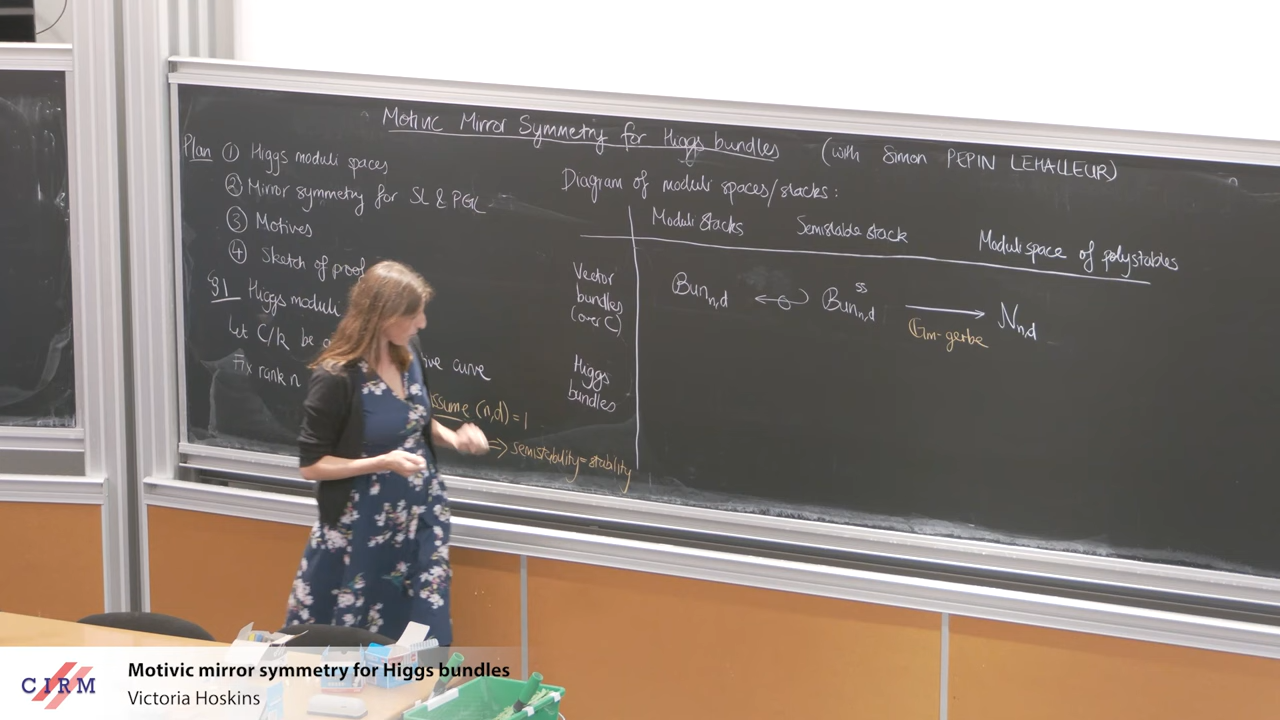 Motivic Mirror Symmetry for Higgs bundles (with Simon PEPIN LEHALLEUR)
Plan ① Higgs moduli spaces
② Mirror symmetry for SL & PGL
③ Motives
④ Sketch of proof
§1 Higgs moduli
Let C/k be a
ive curve
Fix rank n
ssume (n,d) = 1
⇒ semistability = stability
Diagram of moduli spaces/stacks:
Moduli stacks Semistable stack Moduli space of polystables
Vector
bundles
(over C)
Bun_{n,d} ↩ Bun_{n,d}^{ss} → N_{n,d}
Gm-gerbe
Higgs
bundles
CIRM
Motivic mirror symmetry for Higgs bundles
Victoria Hoskins